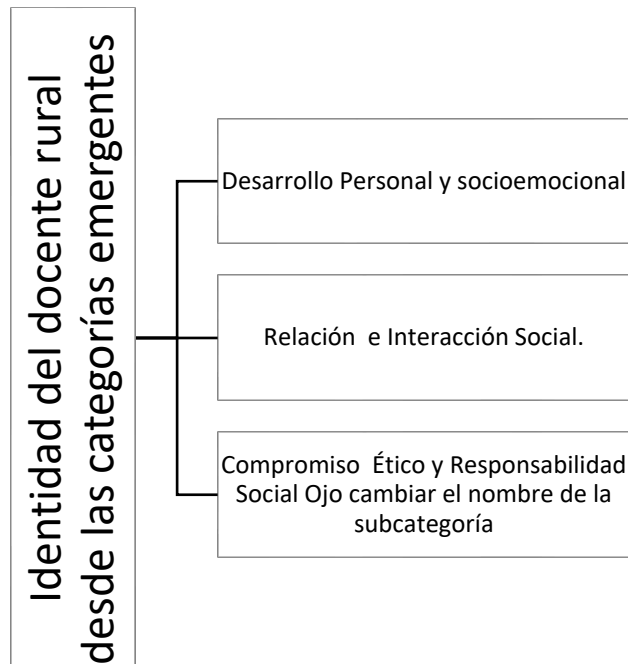 Identidad del docente rural
desde las categorías emergentes
Desarrollo Personal y socioemocional
Relación e Interacción Social.
Compromiso Ético y Responsabilidad
Social Ojo cambiar el nombre de la
subcategoría